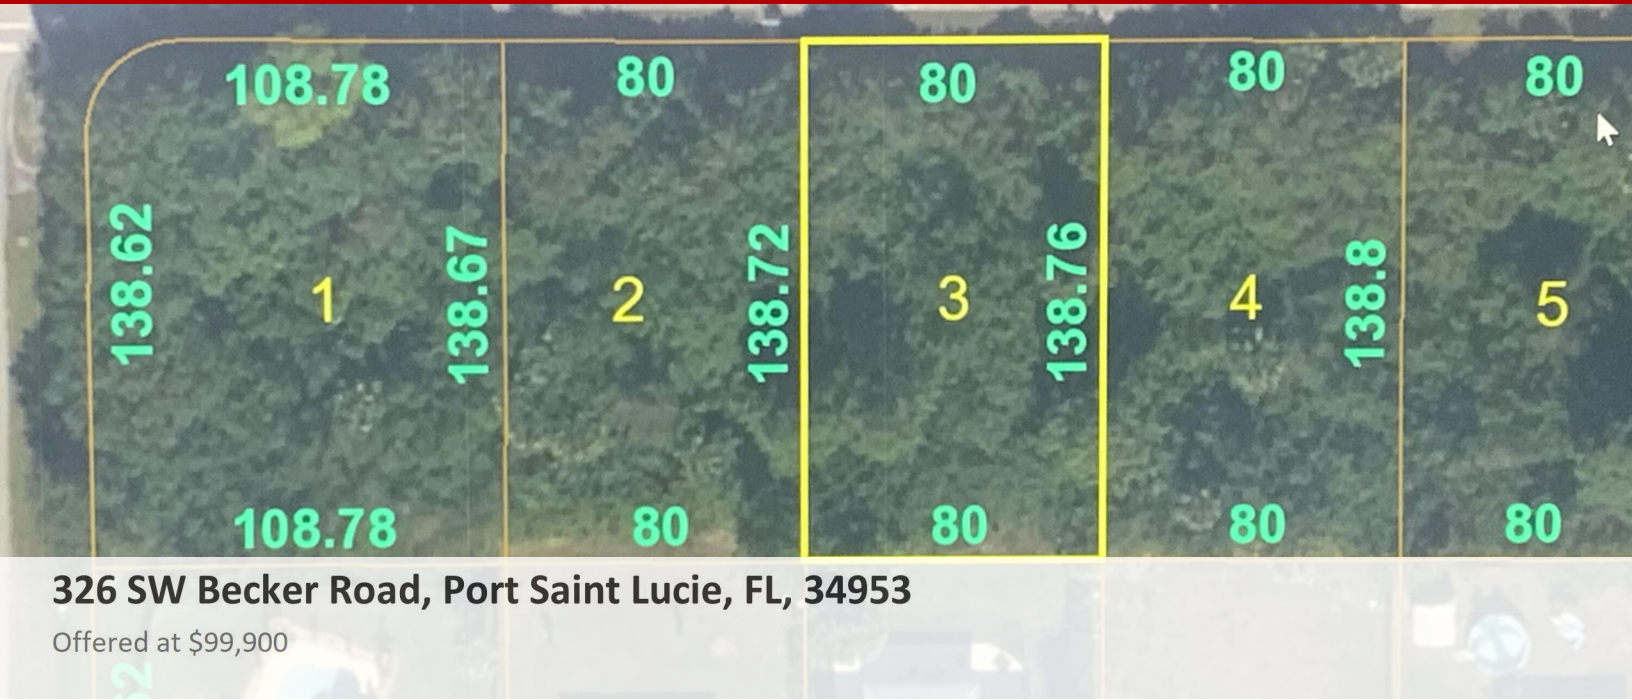 108.78 80 80 80 80
138.62 138.67 138.72 138.76 138.8
1 2 3 4 5
108.78 80 80 80 80
326 SW Becker Road, Port Saint Lucie, FL, 34953
Offered at $99,900